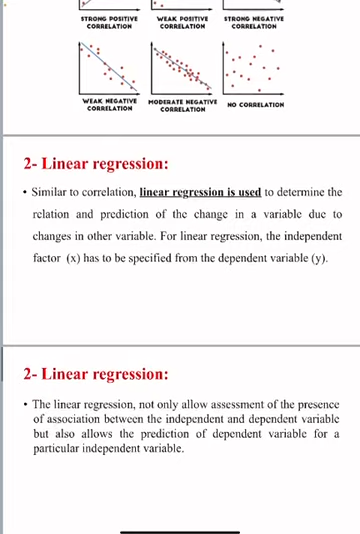 STRONG POSITIVE CORRELATION
WEAK POSITIVE CORRELATION
STRONG NEGATIVE CORRELATION
WEAK NEGATIVE CORRELATION
MODERATE NEGATIVE CORRELATION
NO CORRELATION
2- Linear regression:
• Similar to correlation, linear regression is used to determine the
relation and prediction of the change in a variable due to
changes in other variable. For linear regression, the independent
factor (x) has to be specified from the dependent variable (y).
2- Linear regression:
• The linear regression, not only allow assessment of the presence
of association between the independent and dependent variable
but also allows the prediction of dependent variable for a
particular independent variable.